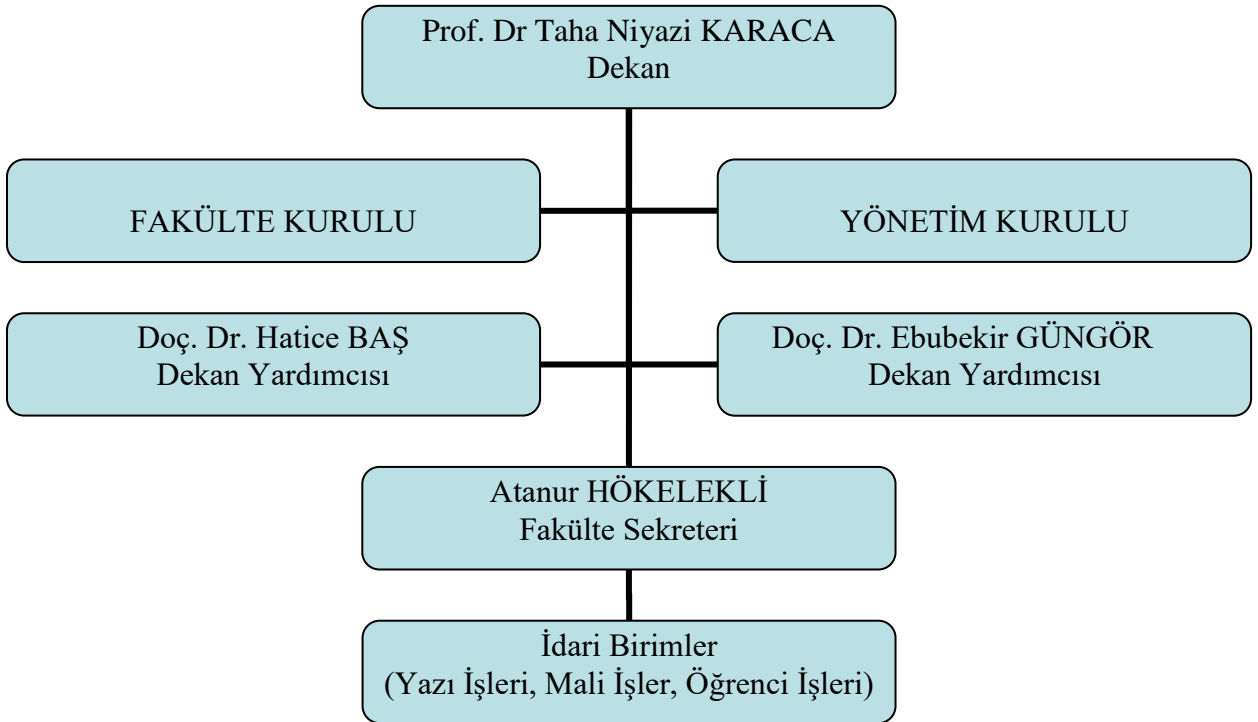 Prof. Dr Taha Niyazi KARACA
Dekan
FAKÜLTE KURULU
YÖNETİM KURULU
Doç. Dr. Hatice BAŞ
Dekan Yardımcısı
Doç. Dr. Ebubekir GÜNGÖR
Dekan Yardımcısı
Atanur HÖKELEKLİ
Fakülte Sekreteri
İdari Birimler
(Yazı İşleri, Mali İşler, Öğrenci İşleri)